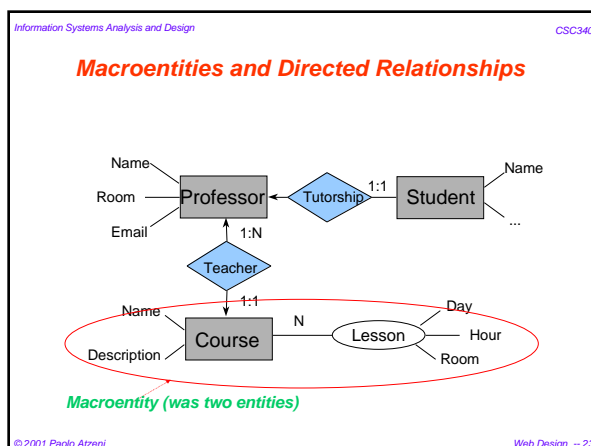 Information Systems Analysis and Design
CSC340
Macroentities and Directed Relationships
Name
Room
Email
Professor
Tutorship
1:1
Student
Name
...
1:N
Teacher
1:1
Name
Description
Course
N
Lesson
Day
Hour
Room
Macroentity (was two entities)
© 2001 Paolo Atzeni
Web Design -- 23